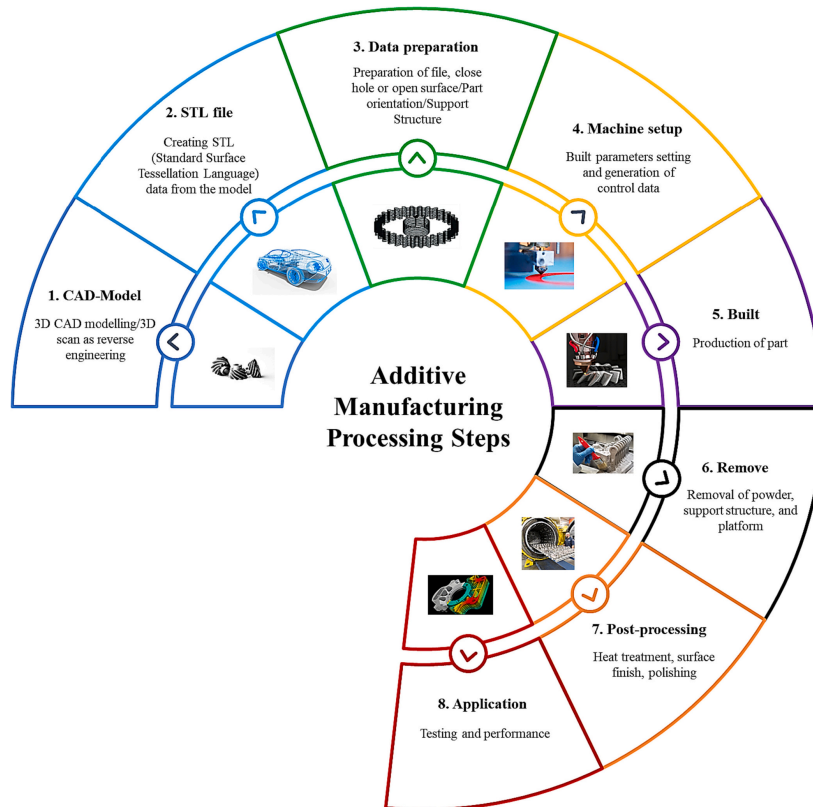 1. CAD-Model
3D CAD modelling/3D
scan as reverse
engineering
2. STL file
Creating STL
(Standard Surface
Tessellation Language)
data from the model
3. Data preparation
Preparation of file, close
hole or open surface/Part
orientation/Support
Structure
4. Machine setup
Built parameters setting
and generation of
control data
5. Built
Production of part
6. Remove
Removal of powder,
support structure, and
platform
7. Post-processing
Heat treatment, surface
finish, polishing
8. Application
Testing and performance
Additive
Manufacturing
Processing Steps